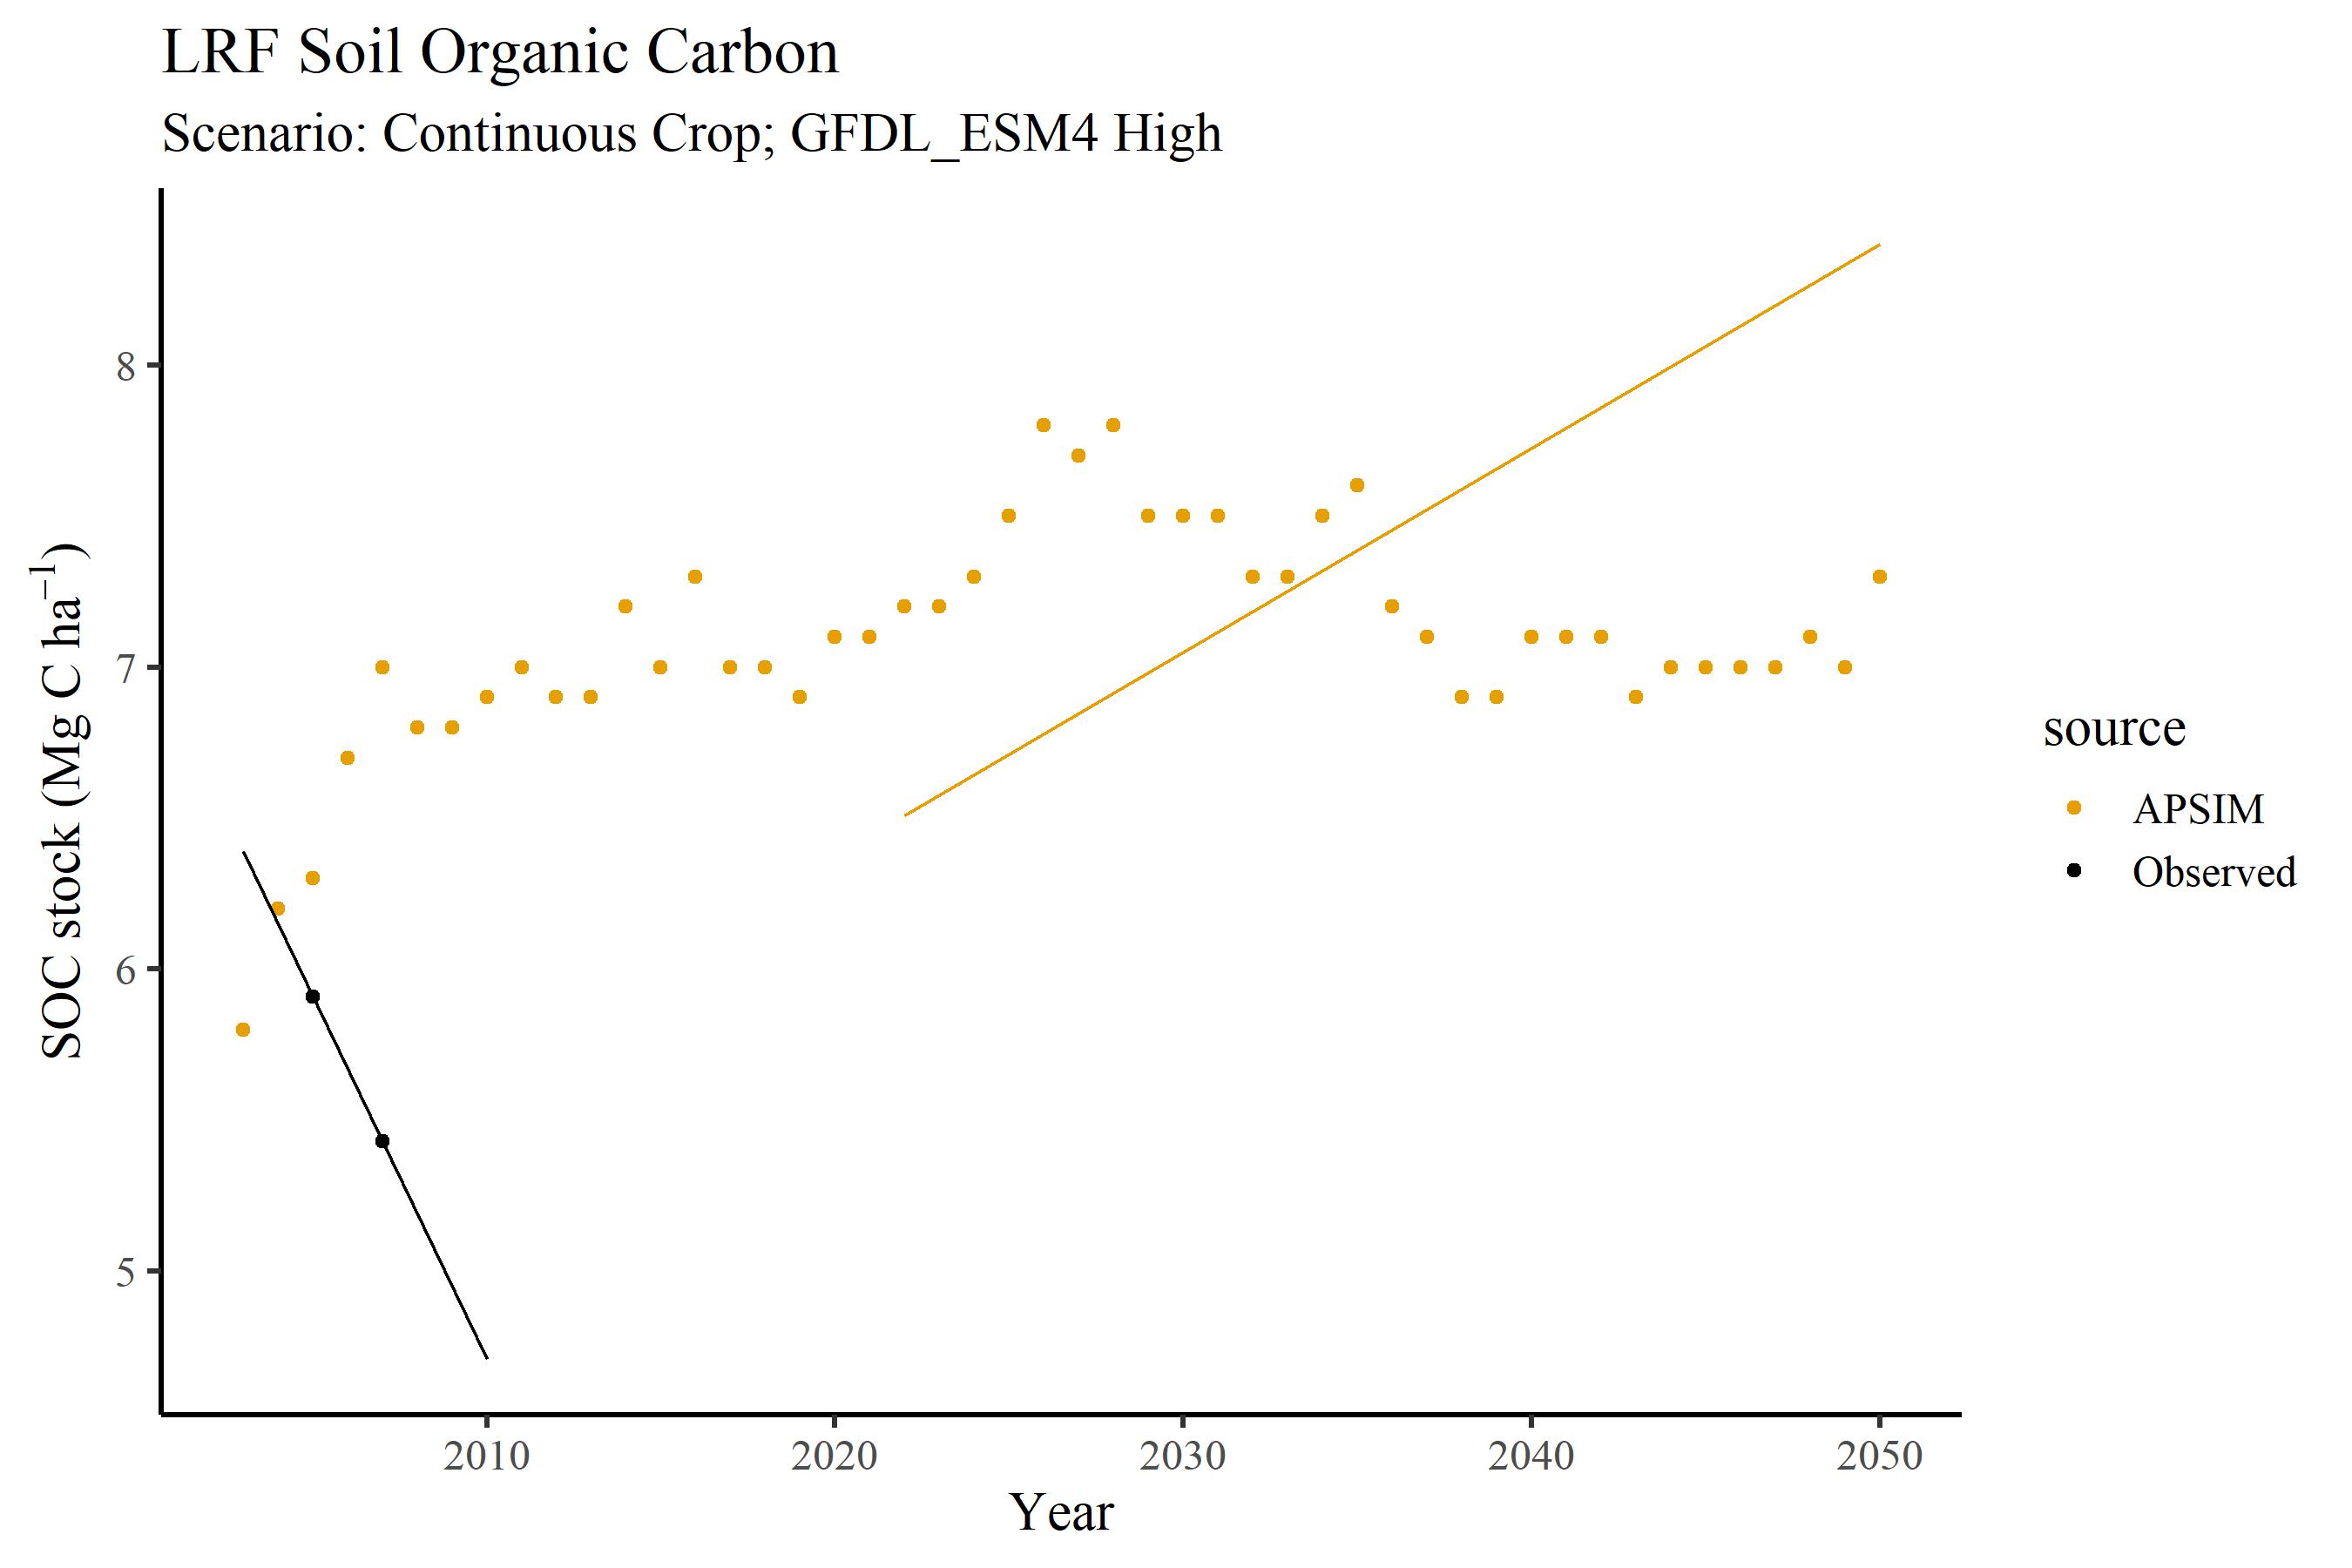 LRF Soil Organic Carbon
Scenario: Continuous Crop; GFDL_ESM4 High
8
7
6
5
SOC stock (Mg C ha⁻¹)
2010 2020 2030 2040 2050
Year
source
APSIM
Observed